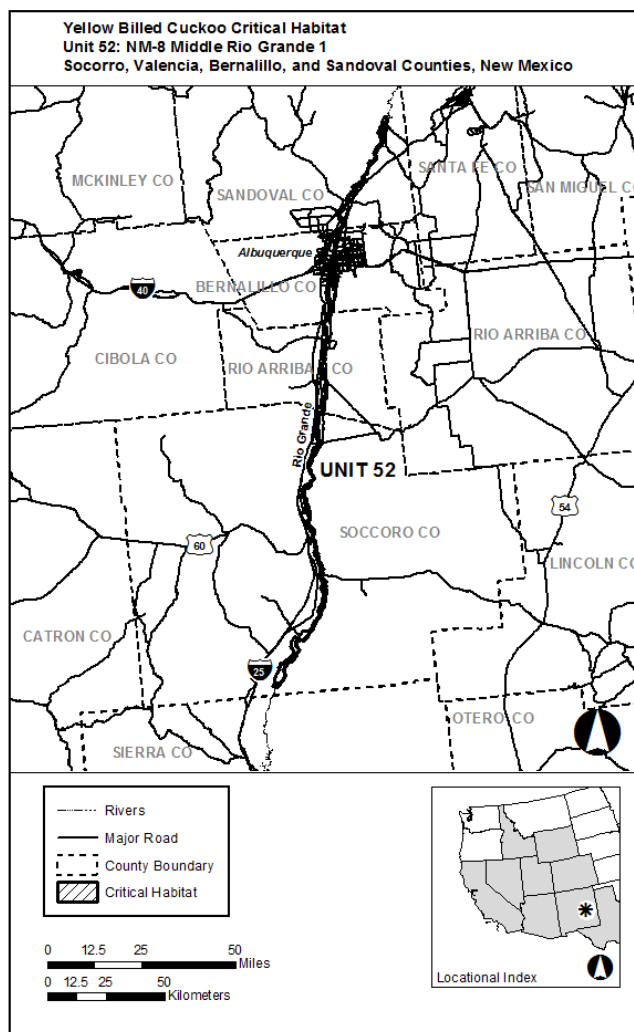 Yellow Billed Cuckoo Critical Habitat
Unit 52: NM-8 Middle Rio Grande 1
Socorro, Valencia, Bernalillo, and Sandoval Counties, New Mexico
SANTA FE CO
MCKINLEY CO
SANDOVAL CO
SAN MIGUEL CO
Albuquerque
40
BERNALILLO CO
RIO ARRIBA CO
CIBOLA CO
RIO ARRIBA CO
Rio Grande
UNIT 52
54
SOCCORO CO
60
LINCOLN CO
CATRON CO
25
OTERO CO
SIERRA CO
Rivers
Major Road
County Boundary
Critical Habitat
0 12.5 25 50
Miles
0 12.5 25 50
Kilometers
Locational Index